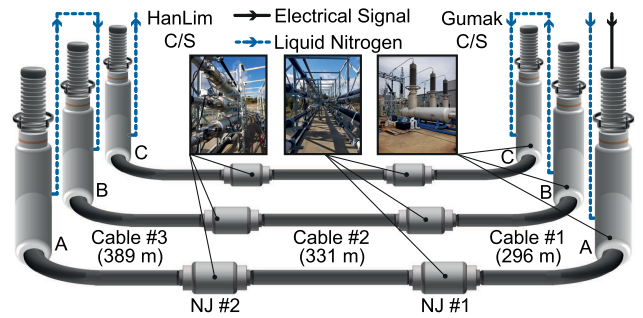 HanLim
C/S
Electrical Signal
Liquid Nitrogen
Gumak
C/S
C
B
A
C
B
A
Cable #3
(389 m)
Cable #2
(331 m)
Cable #1
(296 m)
NJ #2
NJ #1